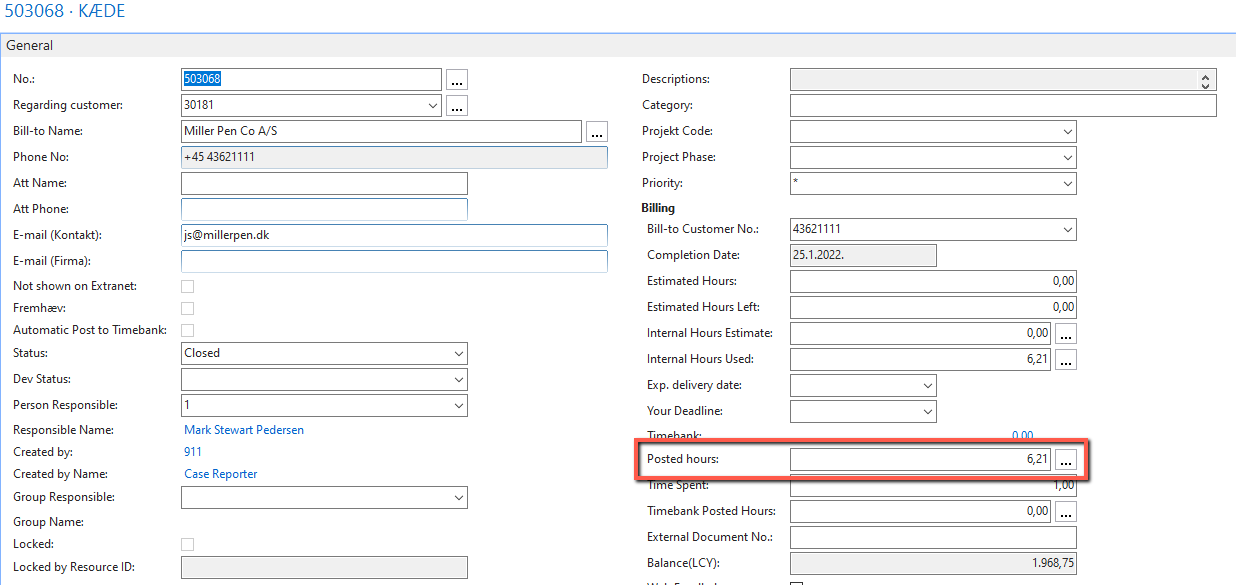 503068 · KÆDE
General
No.: 503068 ...
Regarding customer: 30181 ...
Bill-to Name: Miller Pen Co A/S ...
Phone No: +45 43621111
Att Name:
Att Phone:
E-mail (Kontakt): js@millerpen.dk
E-mail (Firma):
Not shown on Extranet:
Fremhæv:
Automatic Post to Timebank:
Status: Closed
Dev Status:
Person Responsible: 1
Responsible Name: Mark Stewart Pedersen
Created by: 911
Created by Name: Case Reporter
Group Responsible:
Group Name:
Locked:
Locked by Resource ID:
Descriptions:
Category:
Projekt Code:
Project Phase:
Priority: *
Billing
Bill-to Customer No.: 43621111
Completion Date: 25.1.2022.
Estimated Hours: 0,00
Estimated Hours Left: 0,00
Internal Hours Estimate: 0,00 ...
Internal Hours Used: 6,21 ...
Exp. delivery date:
Your Deadline:
Timebank: 0,00
Posted hours: 6,21 ...
Time Spent: 1,00
Timebank Posted Hours: 0,00 ...
External Document No.:
Balance(LCY): 1.968,75